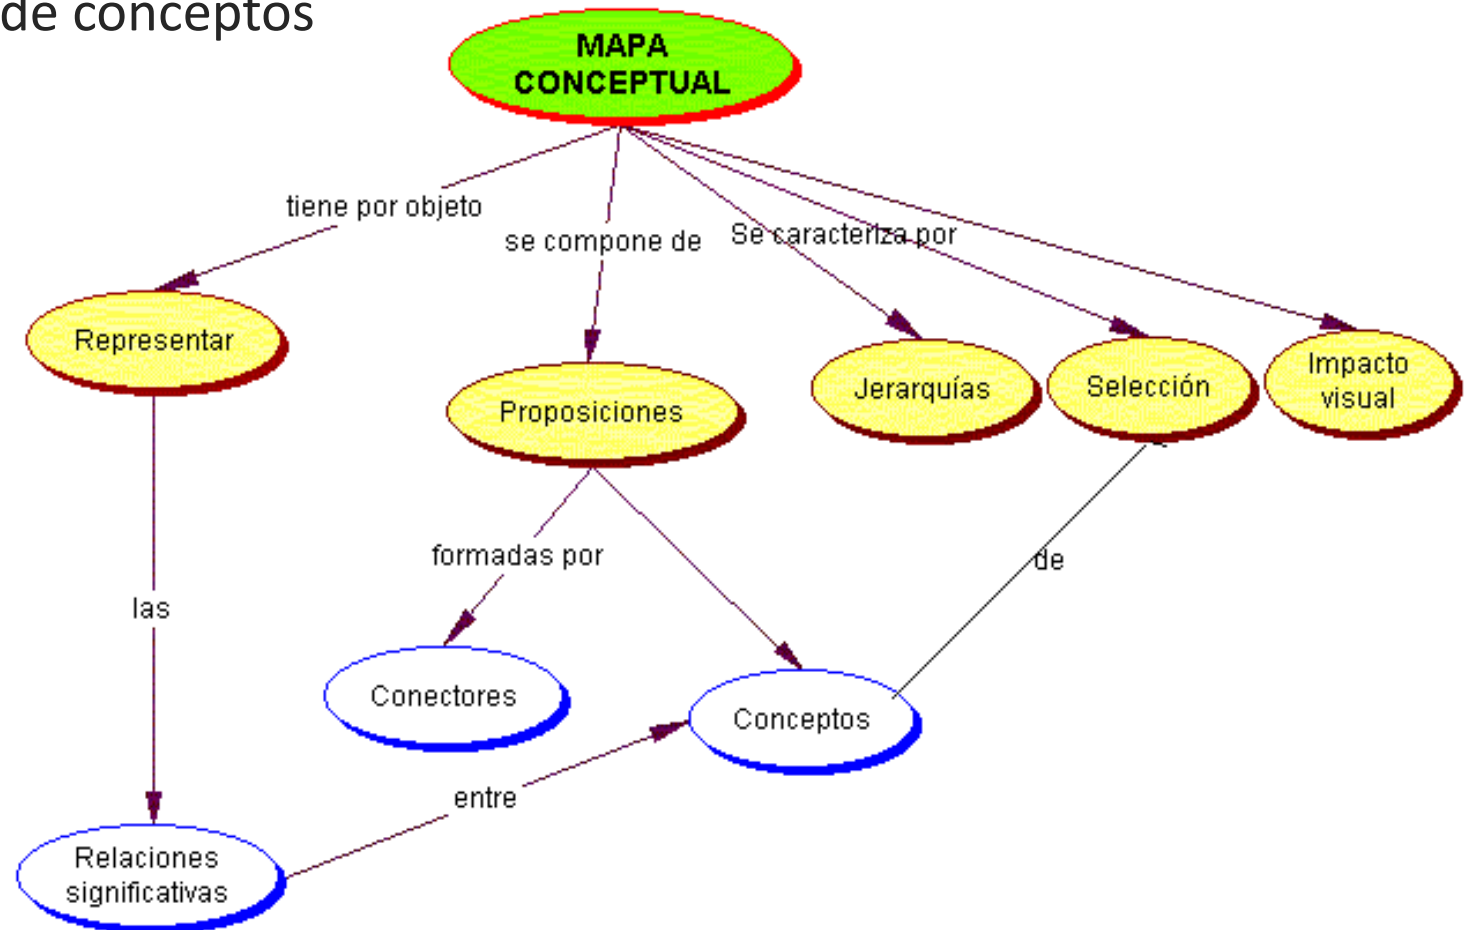 de conceptos
MAPA
CONCEPTUAL
tiene por objeto
se compone de
Se caracteriza por
Representar
Proposiciones
Jerarquías
Selección
Impacto
visual
formadas por
de
las
Conectores
Conceptos
entre
Relaciones
significativas